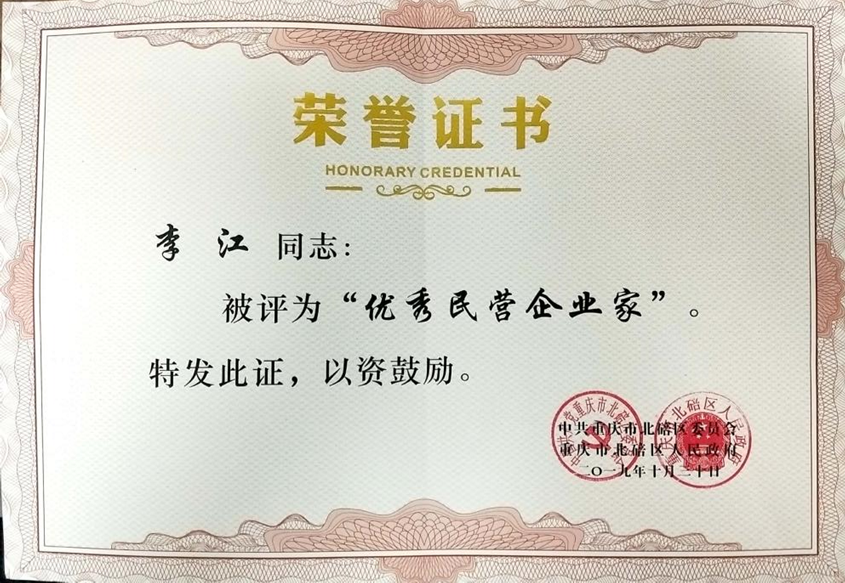 荣誉证书
HONORARY CREDENTIAL
李 江 同志：
被评为“优秀民营企业家”。
特发此证，以资鼓励。
中共重庆市北碚区委员会
重庆市北碚区人民政府
二〇一九年十月二十日